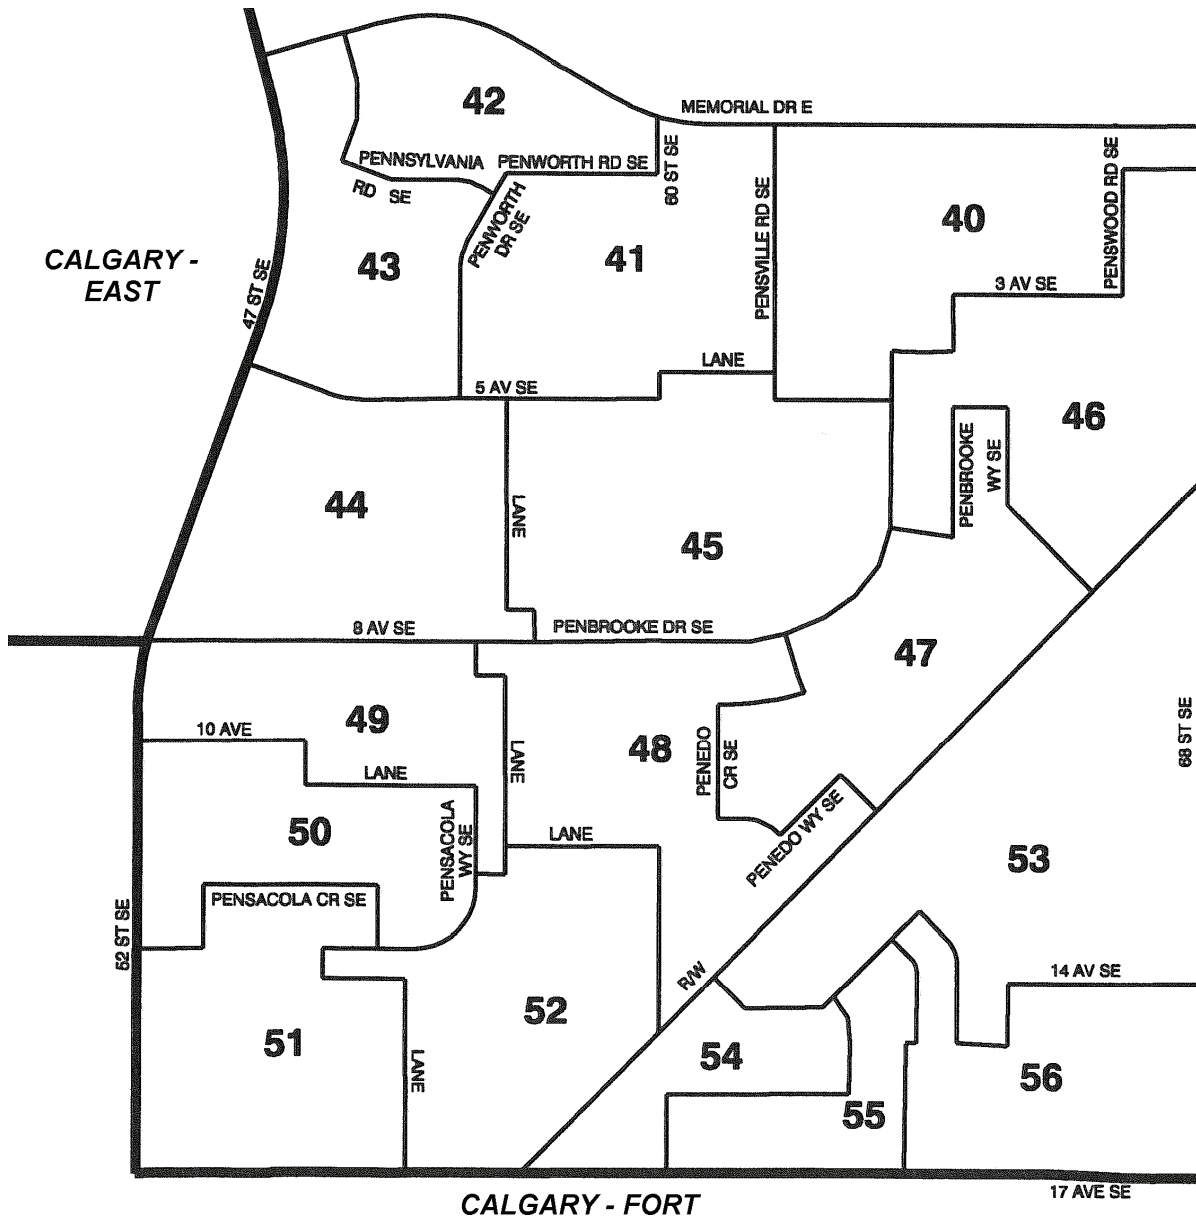 42
MEMORIAL DR E
PENNSYLVANIA
RD SE
PENWORTH RD SE
60 ST SE
PENWORTH
DR SE
PENSVILLE RD SE
40
PENSWOOD RD SE
CALGARY -
EAST
43
41
47 ST SE
3 AV SE
LANE
5 AV SE
46
PENBROOKE
WY SE
44
LANE
45
8 AV SE
PENBROOKE DR SE
47
49
10 AVE
LANE
LANE
48
PENEDO
CR SE
68 ST SE
50
PENSACOLA
WY SE
LANE
PENEDO WY SE
53
PENSACOLA CR SE
52 ST SE
R/W
14 AV SE
52
51
LANE
54
55
56
CALGARY - FORT
17 AVE SE